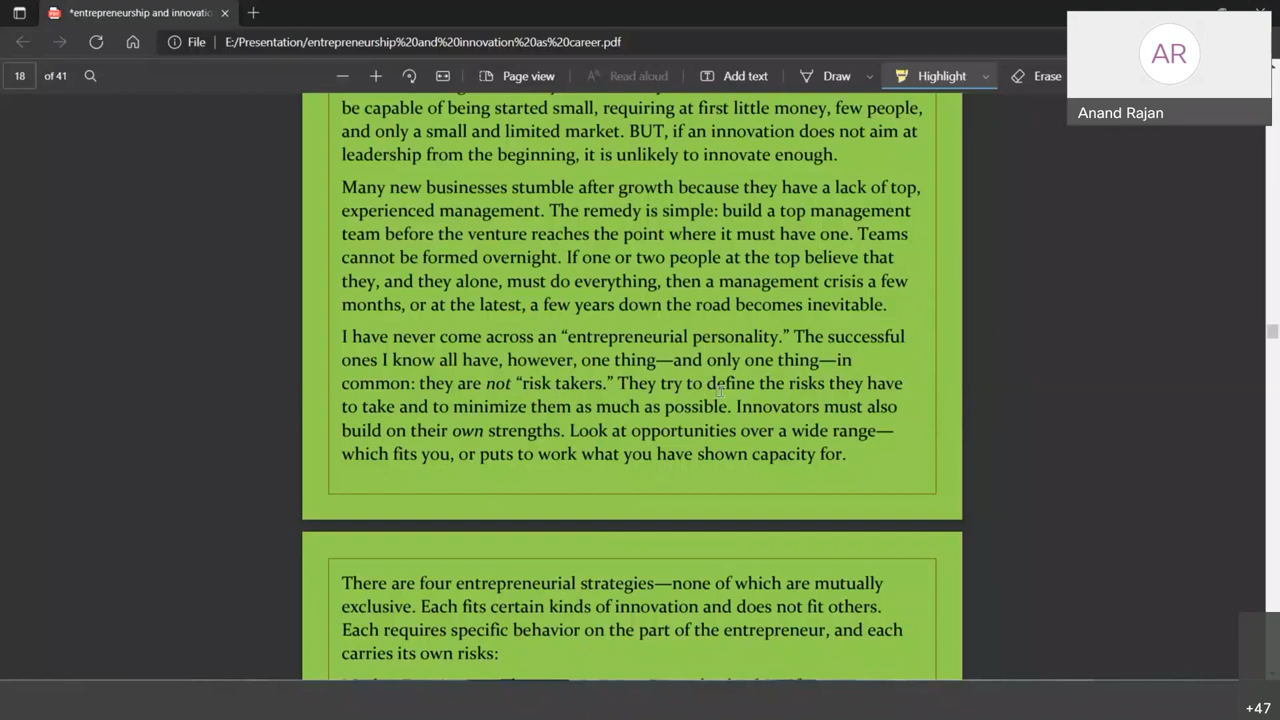 *entrepreneurship and innovatio
File
E:/Presentation/entrepreneurship%20and%20innovation%20as%20career.pdf
18 of 41
Page view
Read aloud
Add text
Draw
Highlight
Erase
AR
Anand Rajan
be capable of being started small, requiring at first little money, few people,
and only a small and limited market. BUT, if an innovation does not aim at
leadership from the beginning, it is unlikely to innovate enough.
Many new businesses stumble after growth because they have a lack of top,
experienced management. The remedy is simple: build a top management
team before the venture reaches the point where it must have one. Teams
cannot be formed overnight. If one or two people at the top believe that
they, and they alone, must do everything, then a management crisis a few
months, or at the latest, a few years down the road becomes inevitable.
I have never come across an “entrepreneurial personality.” The successful
ones I know all have, however, one thing—and only one thing—in
common: they are not “risk takers.” They try to define the risks they have
to take and to minimize them as much as possible. Innovators must also
build on their own strengths. Look at opportunities over a wide range—
which fits you, or puts to work what you have shown capacity for.
There are four entrepreneurial strategies—none of which are mutually
exclusive. Each fits certain kinds of innovation and does not fit others.
Each requires specific behavior on the part of the entrepreneur, and each
carries its own risks:
+47